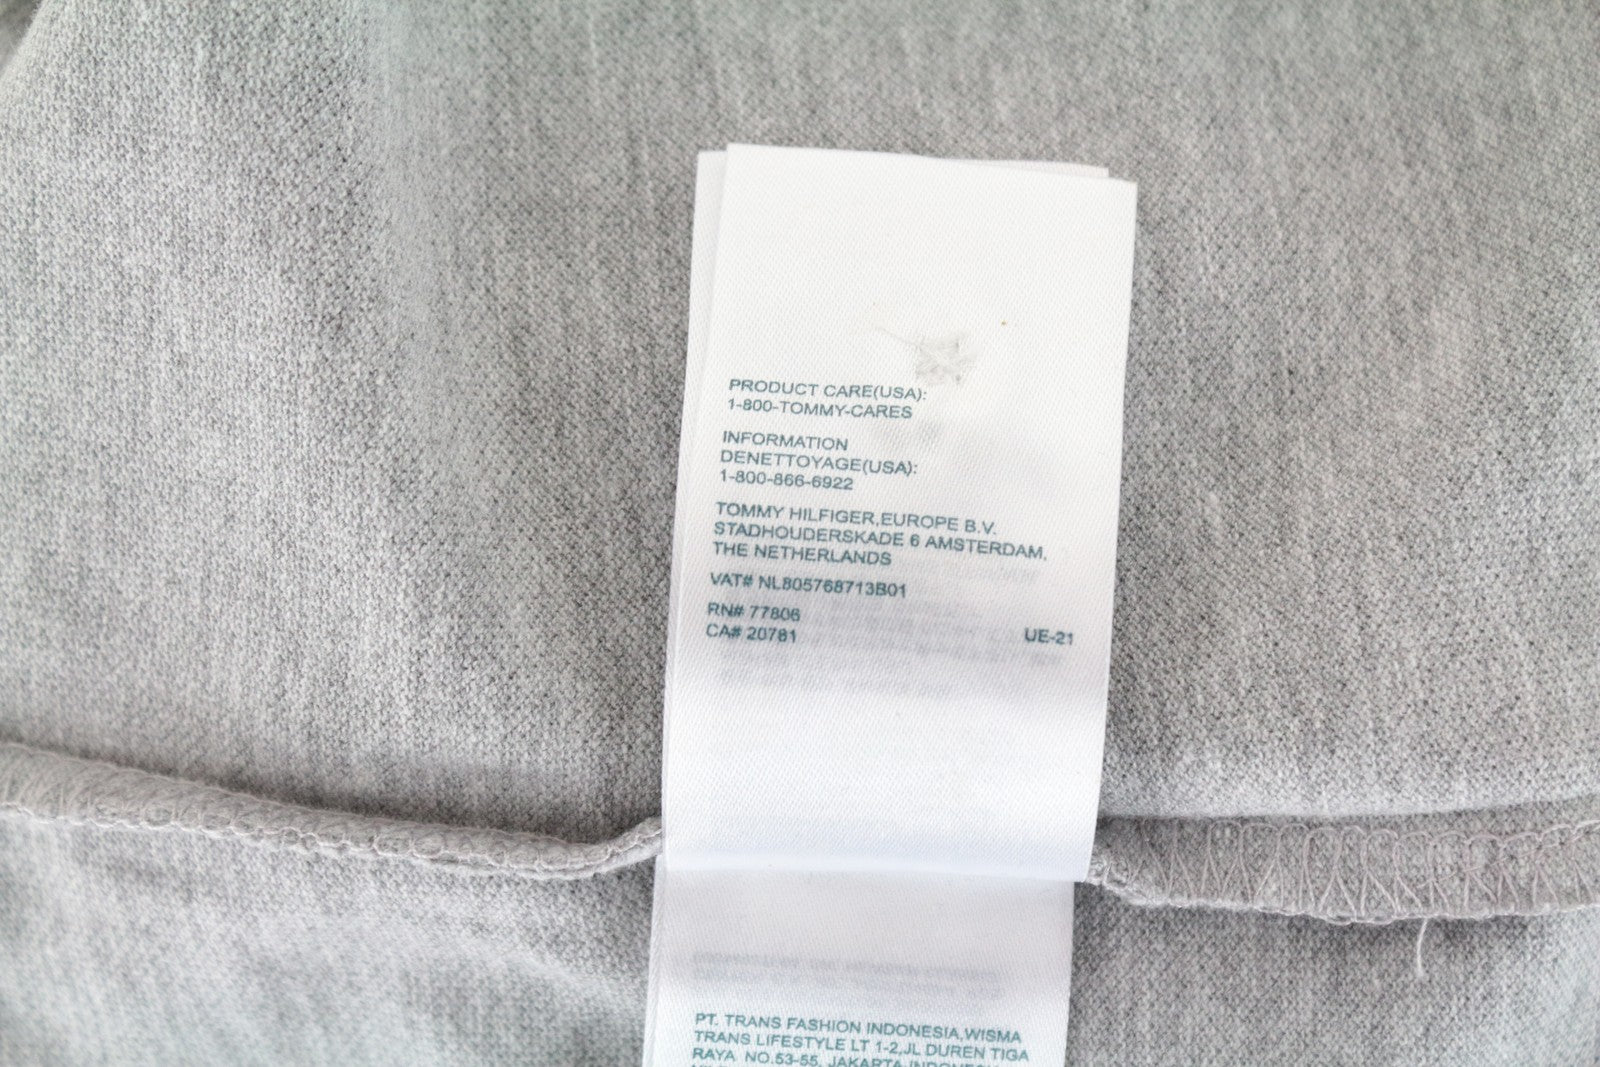 PRODUCT CARE(USA):
1-800-TOMMY-CARES
INFORMATION
DENETTOYAGE(USA):
1-800-866-6922
TOMMY HILFIGER,EUROPE B.V.
STADHOUDERSKADE 6 AMSTERDAM,
THE NETHERLANDS
VAT# NL805768713B01
RN# 77806
CA# 20781 UE-21
PT. TRANS FASHION INDONESIA,WISMA
TRANS LIFESTYLE LT 1-2,JL DUREN TIGA
RAYA NO.53-55, JAKARTA-INDONESIA